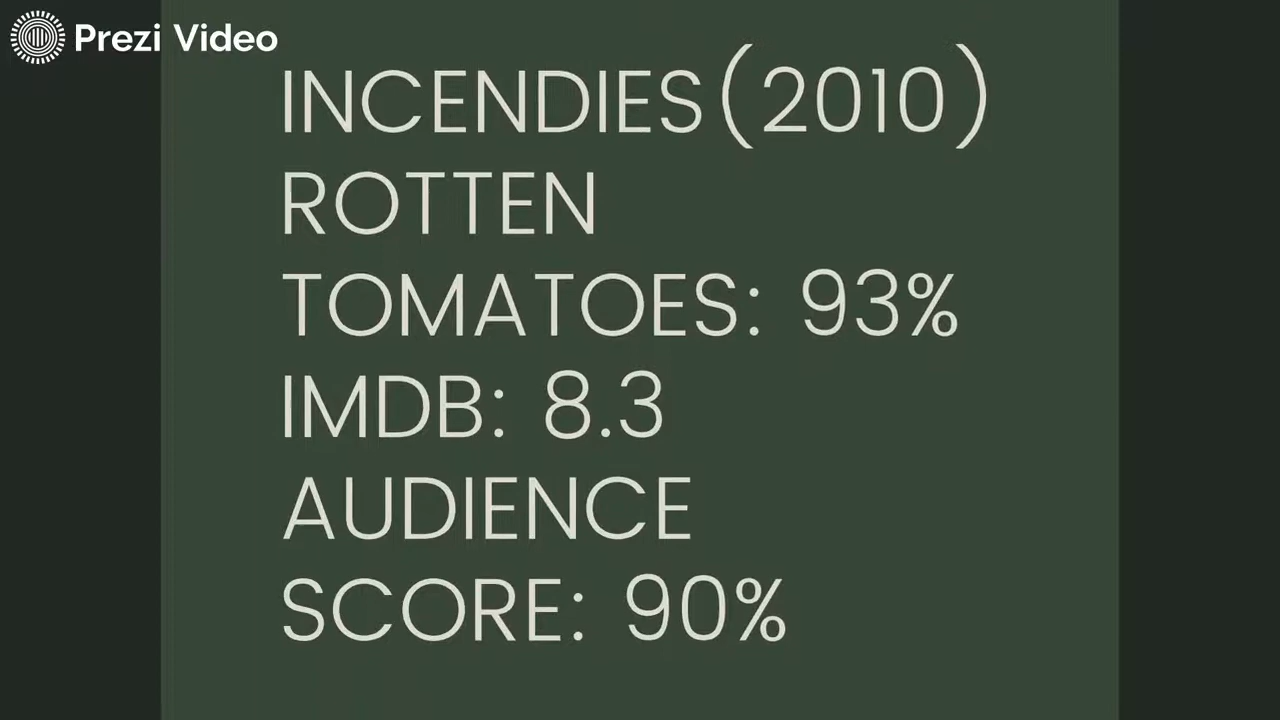 Prezi Video
INCENDIES (2010)
ROTTEN
TOMATOES: 93%
IMDB: 8.3
AUDIENCE
SCORE: 90%